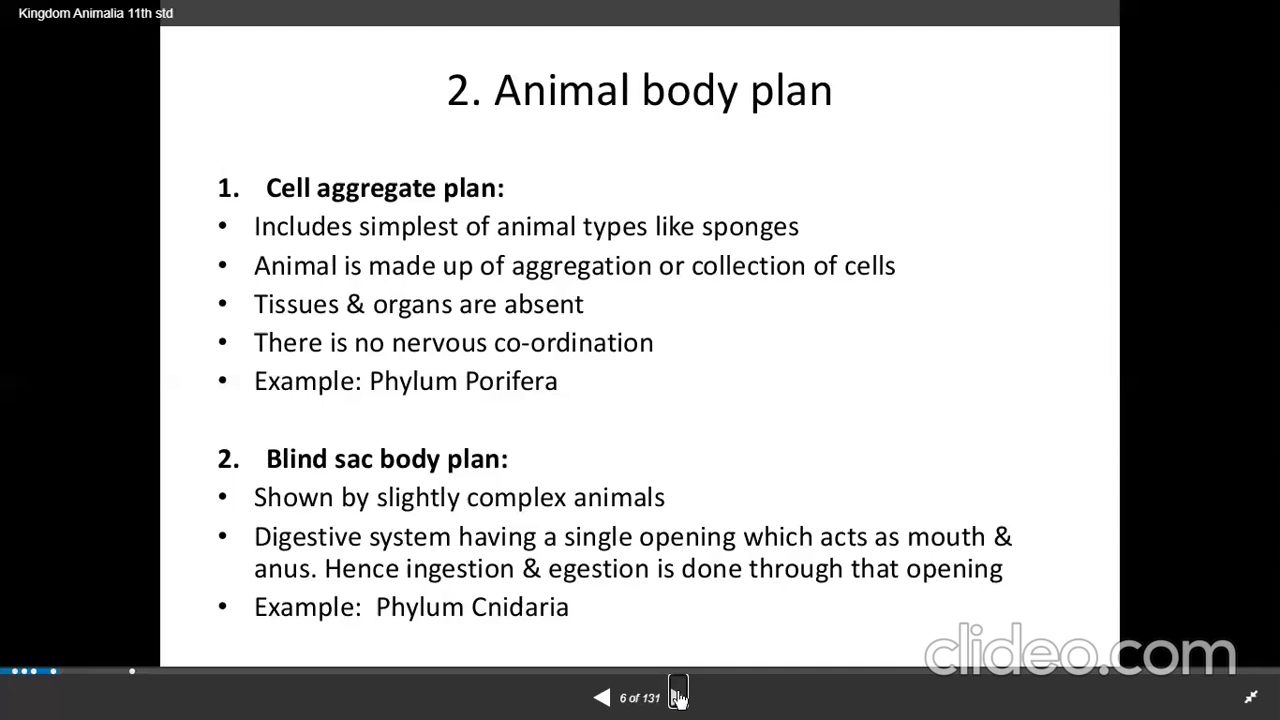 Kingdom Animalia 11th std
2. Animal body plan
1. Cell aggregate plan:
• Includes simplest of animal types like sponges
• Animal is made up of aggregation or collection of cells
• Tissues & organs are absent
• There is no nervous co-ordination
• Example: Phylum Porifera
2. Blind sac body plan:
• Shown by slightly complex animals
• Digestive system having a single opening which acts as mouth &
anus. Hence ingestion & egestion is done through that opening
• Example: Phylum Cnidaria
clideo.com
6 of 131